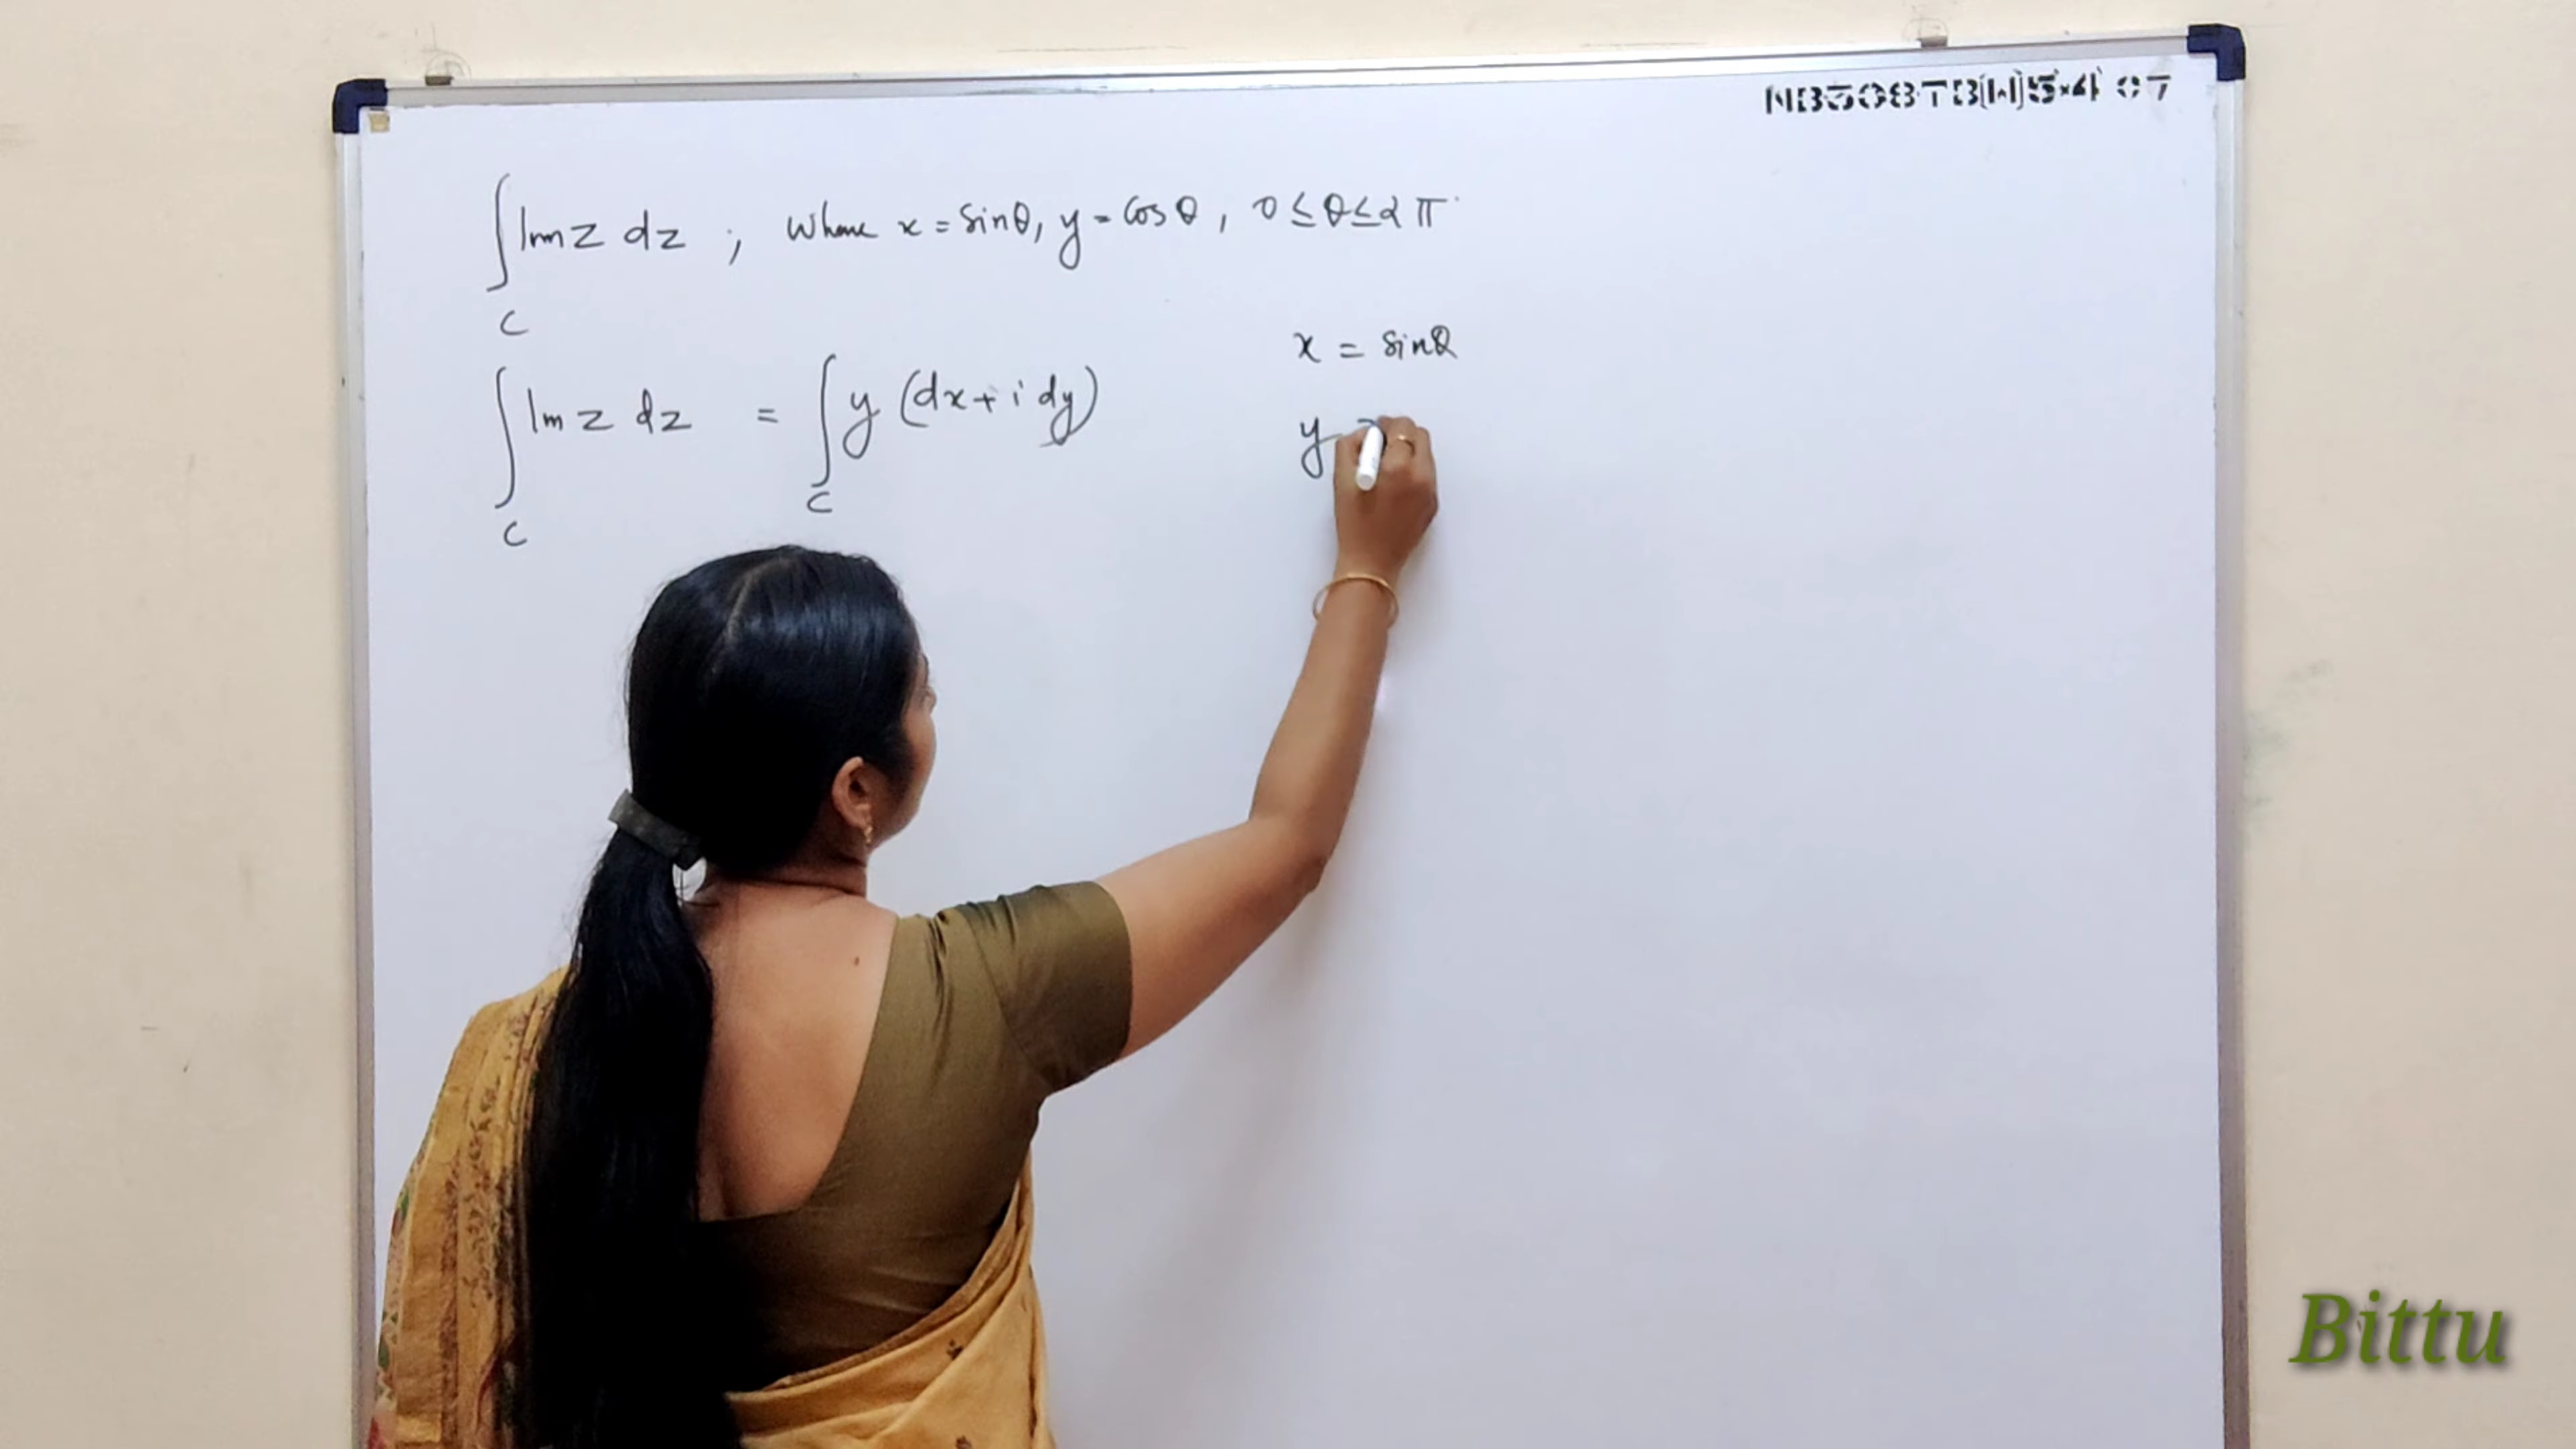 ∫ Im z dz ; where x = sinθ, y = cosθ, 0 ≤ θ ≤ 2π
C
x = sinθ
∫ Im z dz = ∫ y (dx + i dy)
y
C C
Bittu